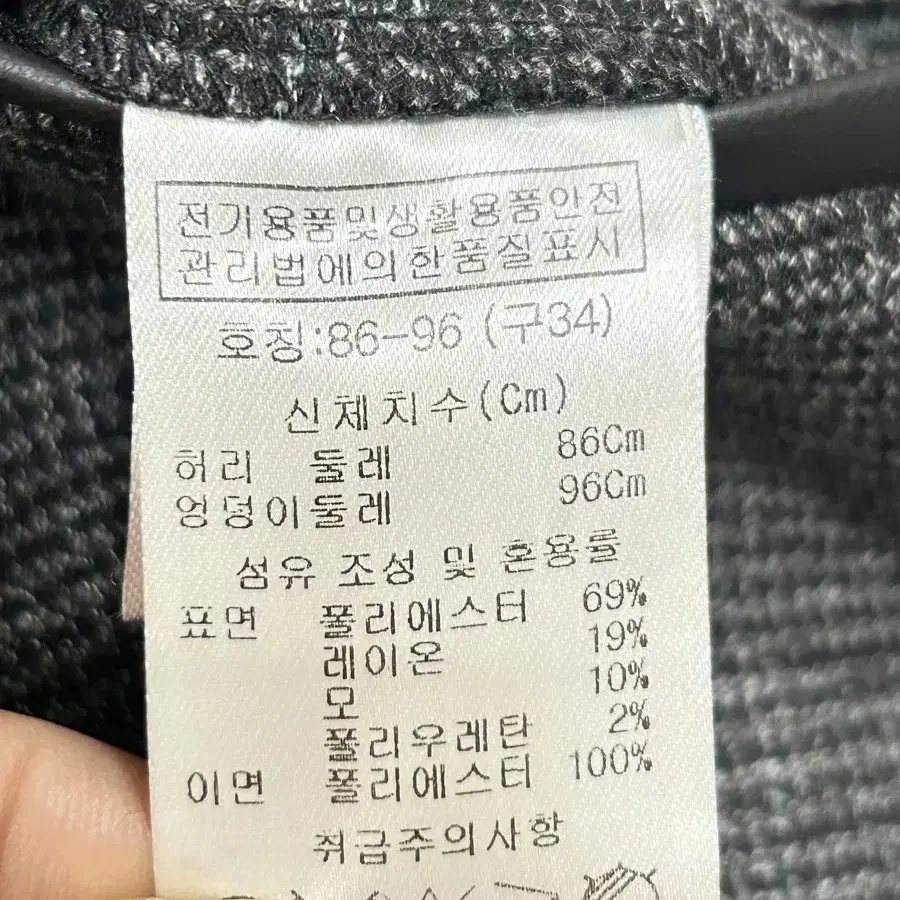 전기용품및생활용품안전
관리법에의한품질표시
호칭:86-96 (구34)
신체치수(Cm)
허리 둘레 86Cm
엉덩이둘레 96Cm
섬유 조성 및 혼용률
표면 폴리에스터 69%
레이온 19%
모 10%
폴리우레탄 2%
이면 폴리에스터 100%
취급주의사항